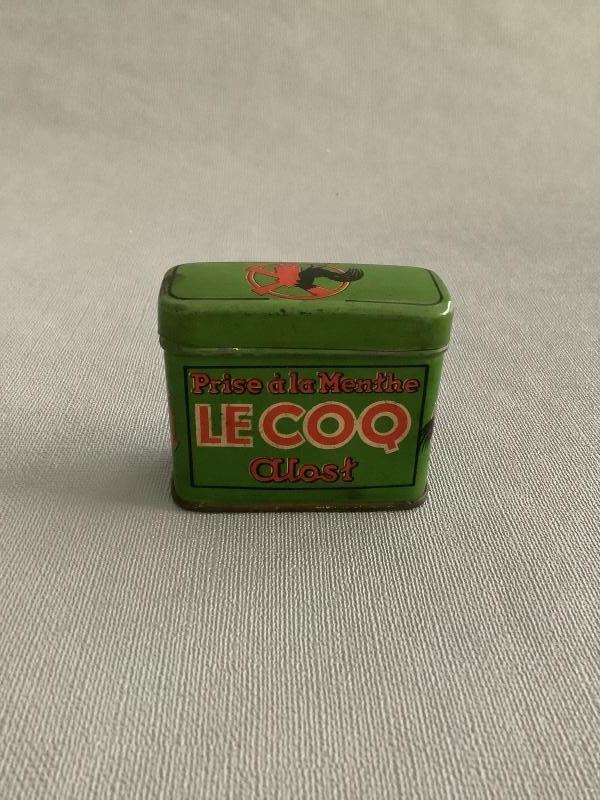 Prise à la Menthe
LE COQ
Alost